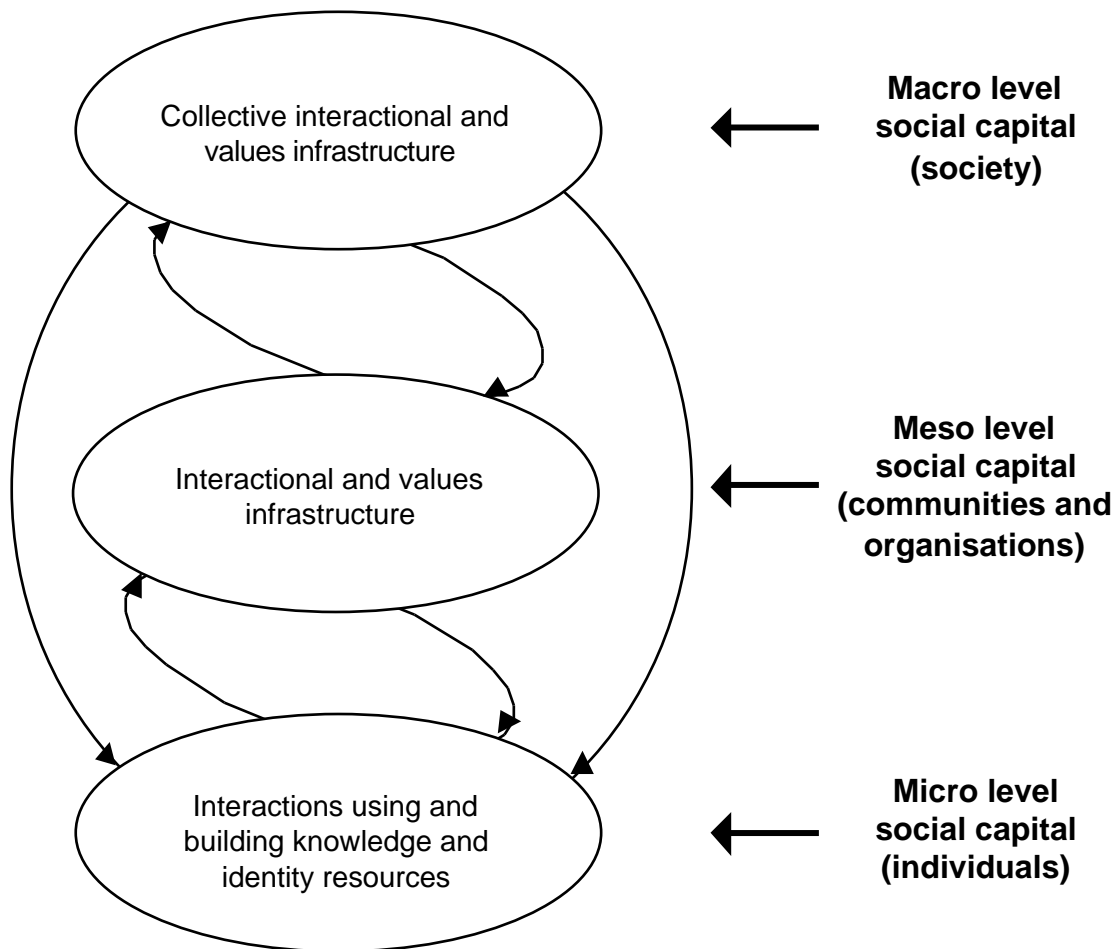 Collective interactional and
values infrastructure
Macro level
social capital
(society)
Interactional and values
infrastructure
Meso level
social capital
(communities and
organisations)
Interactions using and
building knowledge and
identity resources
Micro level
social capital
(individuals)